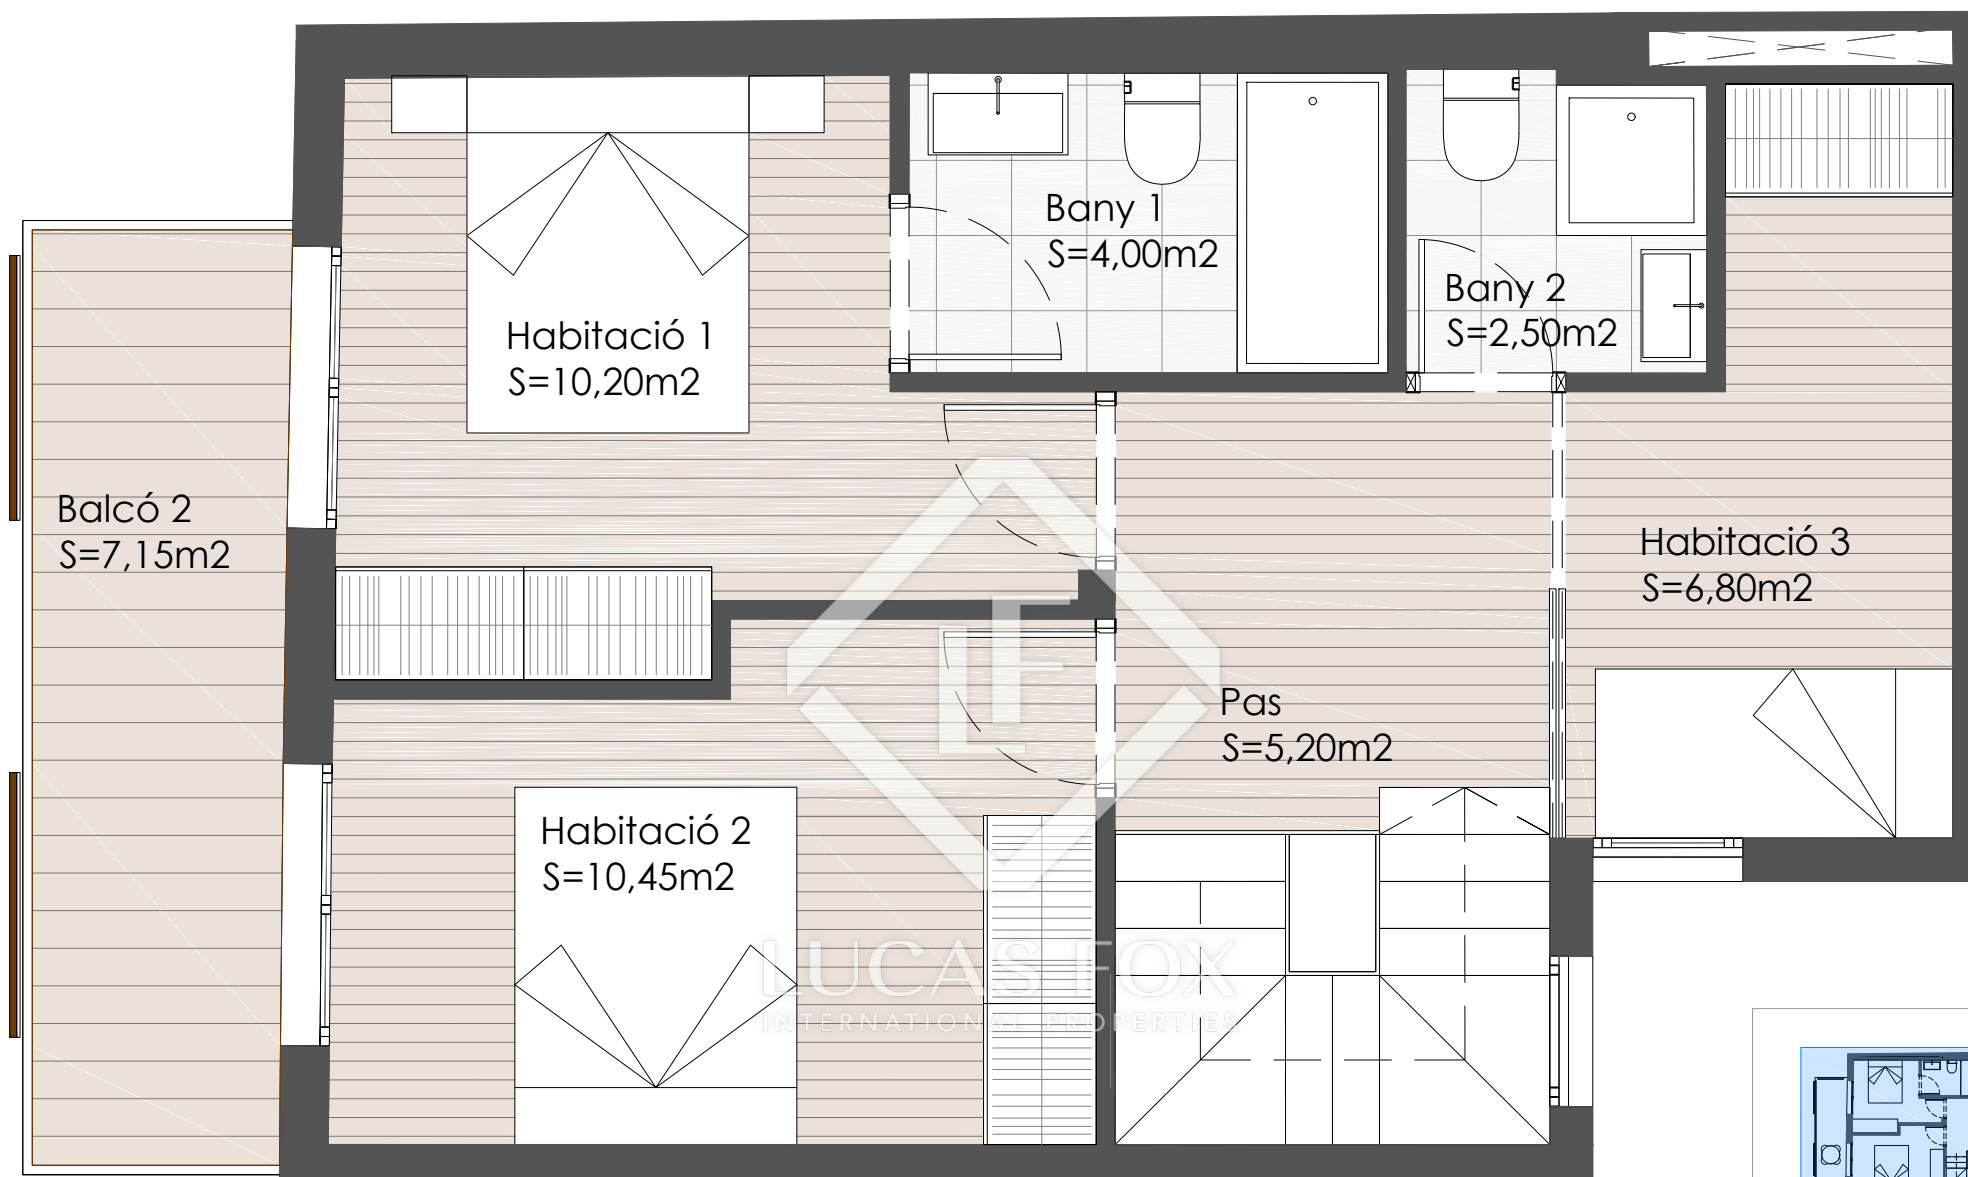 Bany 1
S=4,00m2
Bany 2
S=2,50m2
Habitació 1
S=10,20m2
Balcó 2
S=7,15m2
Habitació 3
S=6,80m2
Pas
S=5,20m2
Habitació 2
S=10,45m2
LF
LUCAS FOX
INTERNATIONAL PROPERTIES